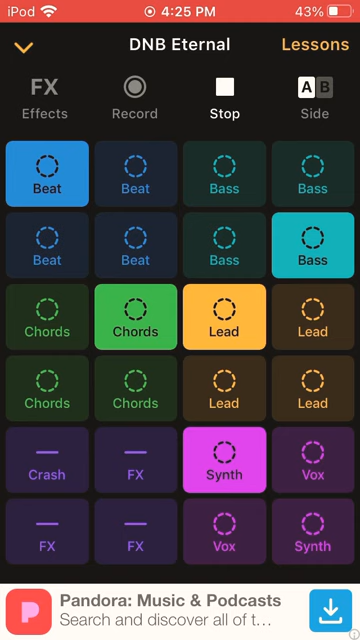 iPod 4:25 PM 43%
DNB Eternal Lessons
FX A B
Effects Record Stop Side
Beat Beat Bass Bass
Beat Beat Bass Bass
Chords Chords Lead Lead
Chords Chords Lead Lead
Crash FX Synth Vox
FX FX Vox Synth
Pandora: Music & Podcasts
Search and discover all of t...